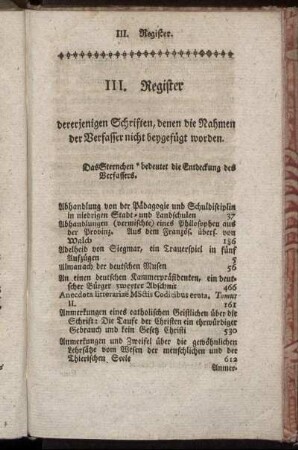 III. Register.
III. Register
dererjenigen Schriften, denen die Nahmen
der Verfasser nicht beygefügt worden.
Das Sternchen * bedeutet die Entdeckung des
Verfassers.
Abhandlung von der Pädagogie und Schuldisciplin
in niedrigen Stadt- und Landschulen 37
Abhandlungen (vermischte) eines Philosophen aus
der Provinz. Aus dem Französ. übers. von
Walch 186
Adelheid von Siegmar, ein Trauerspiel in fünf
Aufzügen 5
Almanach der deutschen Musen 56
An einen deutschen Kammerpräsidenten, ein deut-
scher Bürger zweyter Abschnitt 466
Anecdota litteraria ex MSctis Codicibus eruta, Tomus
II. 161
Anmerkungen eines catholischen Geistlichen über die
Schrift: Die Taufe der Christen ein ehrwürdiger
Gebrauch und kein Gesetz Christi 530
Anmerkungen und Zweifel über die gewöhnlichen
Lehrsätze vom Wesen der menschlichen und der
Thierischen Seele 612
Anmer-